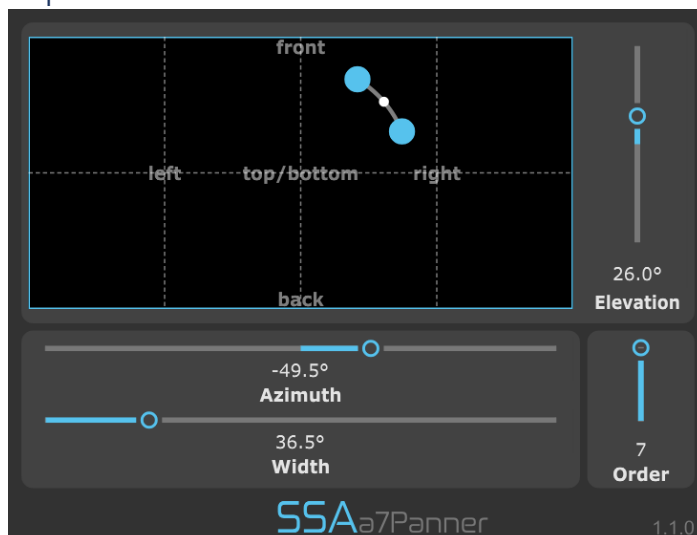 front
left top/bottom right
back
26.0°
Elevation
-49.5°
Azimuth
36.5°
Width
7
Order
SSAa7Panner
1.1.0